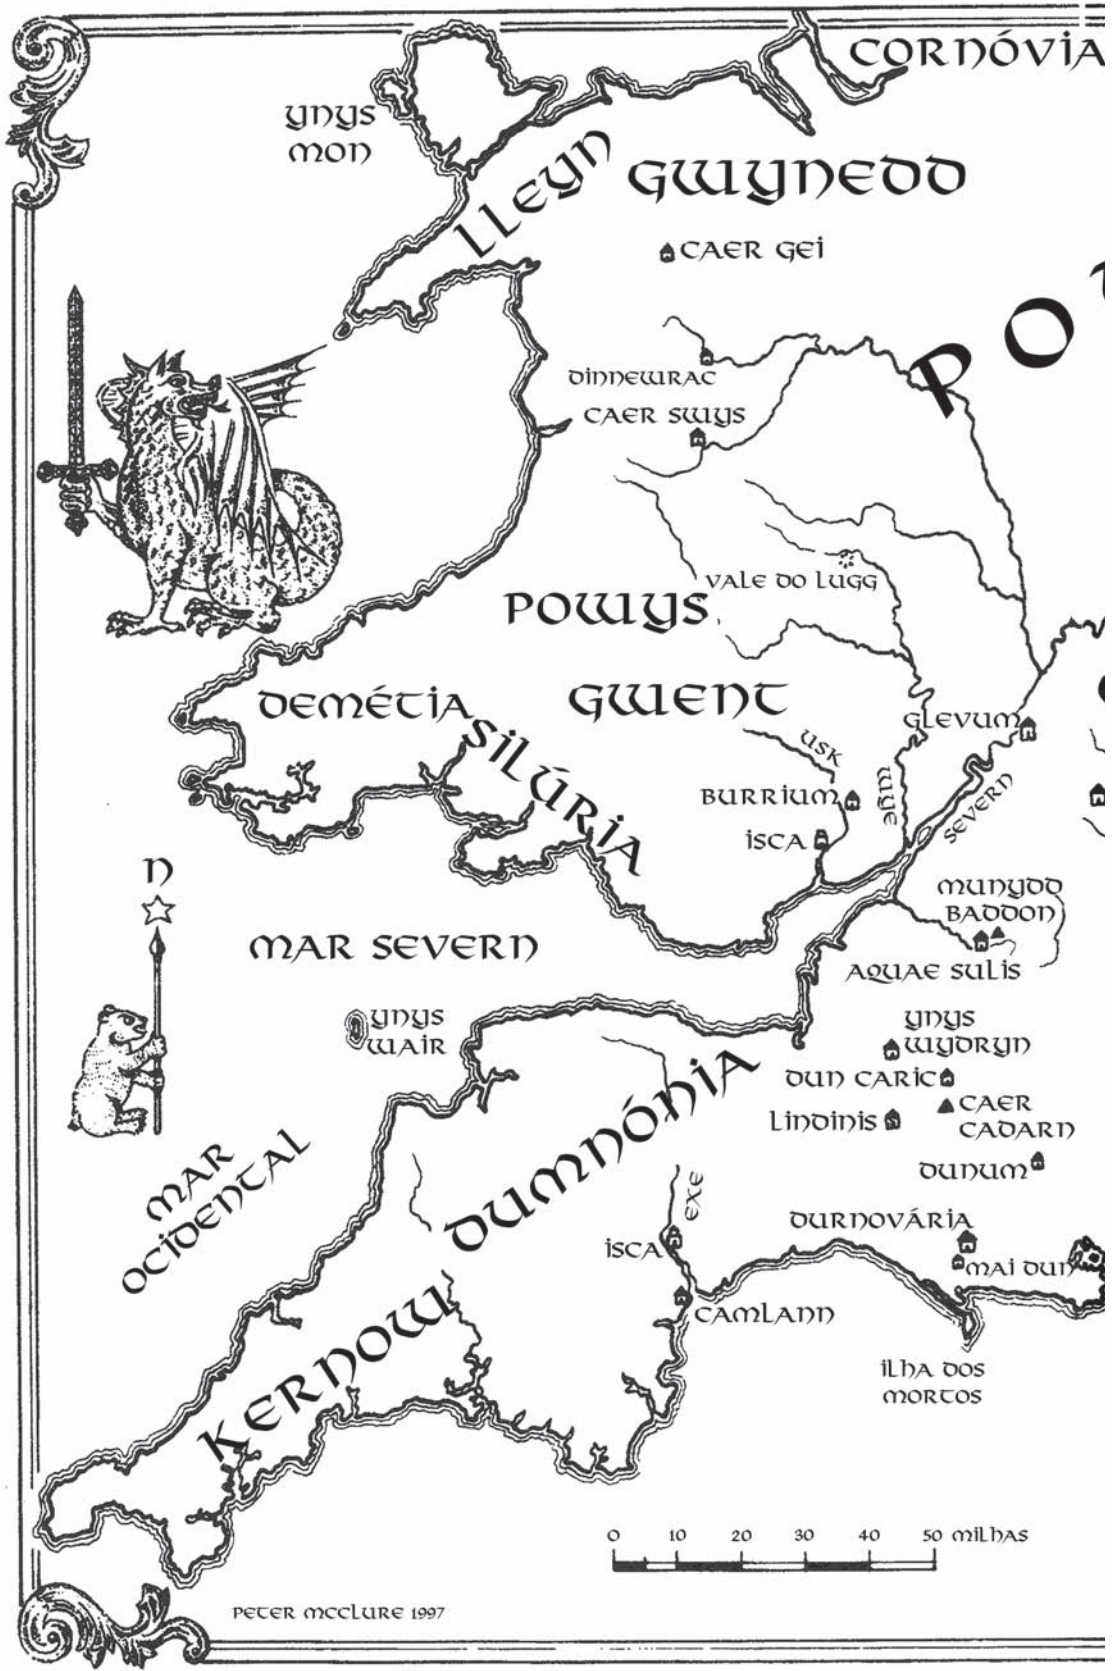 CORNÓVIA
YNYS
MON
LLEYN
GWYNEDD
CAER GEI
PO
DINNEWRAC
CAER SWYS
VALE DO LUGG
POWYS
DEMÉTIA
GWENT
SILÚRIA
GLEVUM
USK
WYE
SEVERN
BURRIUM
ISCA
MUNYDD
BADDON
AQUAE SULIS
N
MAR SEVERN
YNYS
WAIR
YNYS
WYDRYN
DUN CARIC
LINDINIS
CAER
CADARN
DUNUM
DUMNÓNIA
MAR
OCIDENTAL
EXE
ISCA
DURNOVÁRIA
MAI DUN
CAMLANN
KERNOW
ILHA DOS
MORTOS
0 10 20 30 40 50 MILHAS
PETER MCCLURE 1997